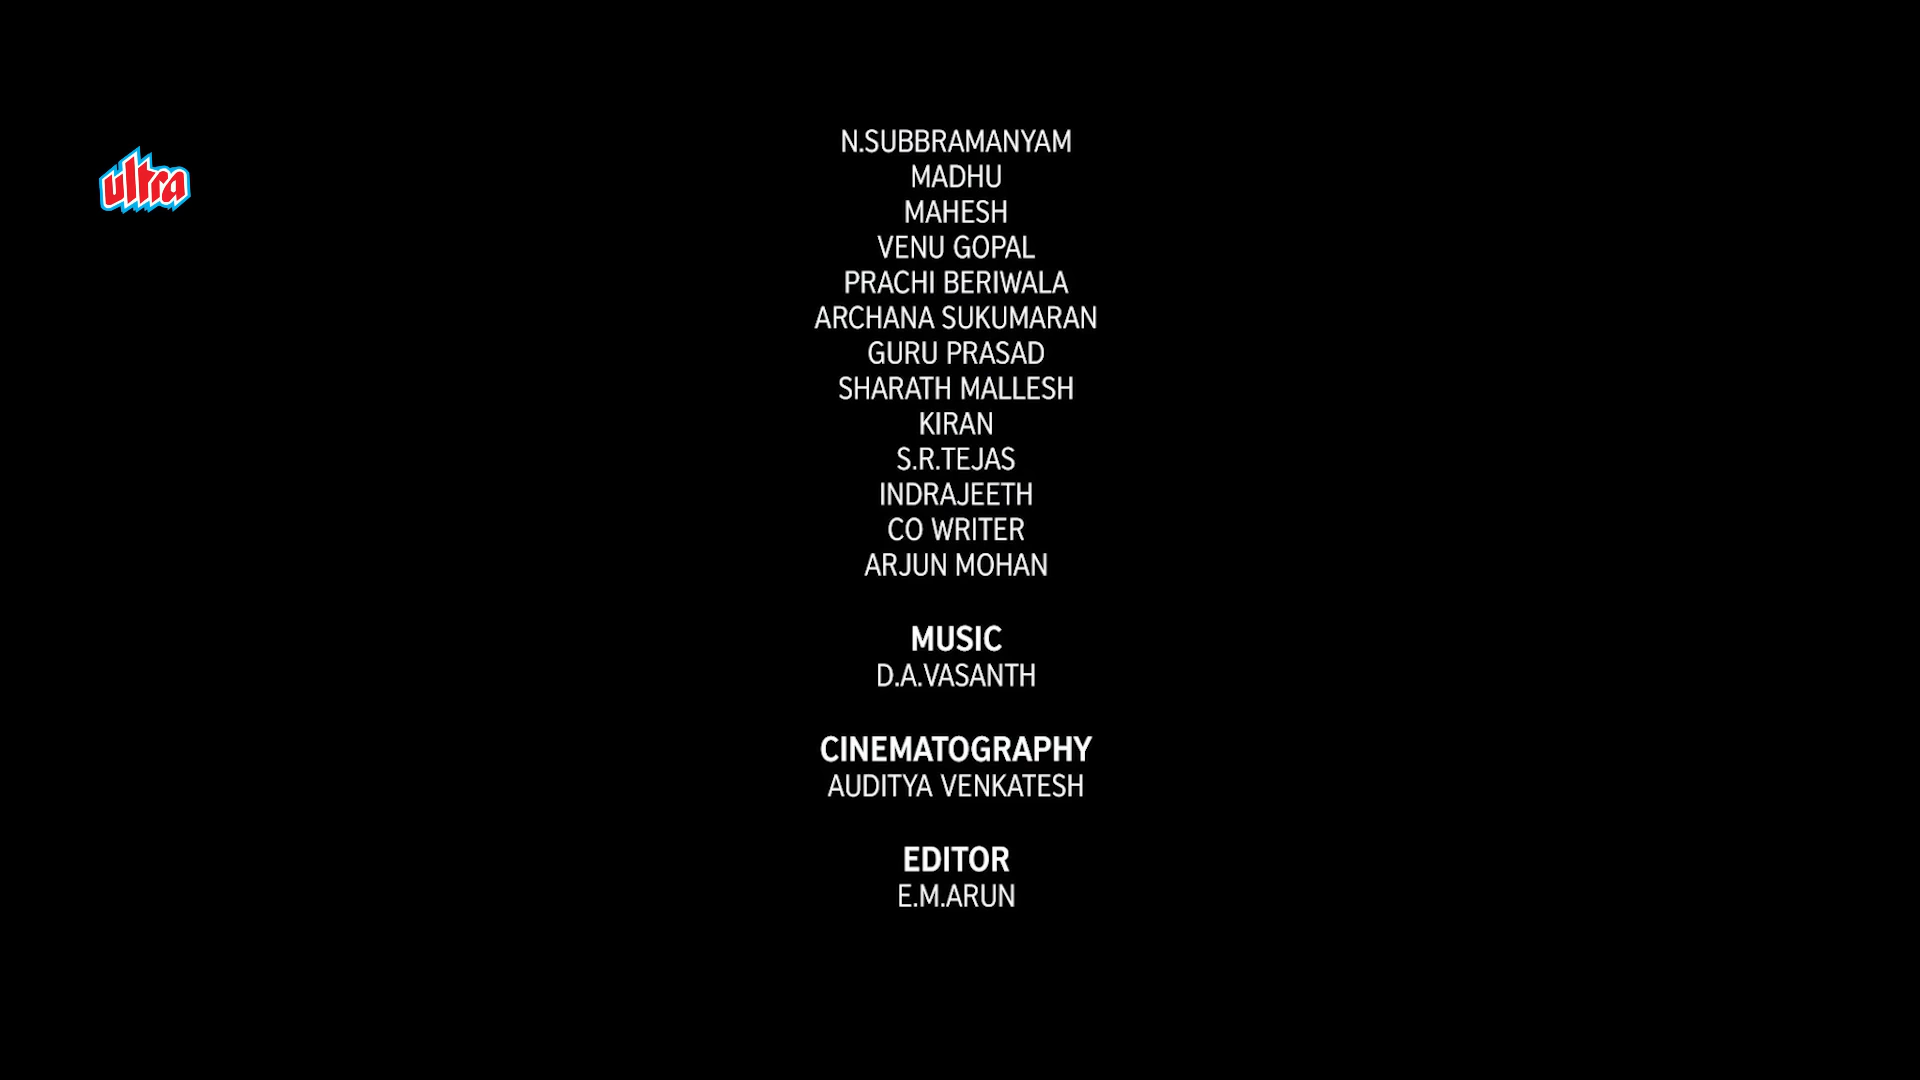 ultra
N.SUBBRAMANYAM
MADHU
MAHESH
VENU GOPAL
PRACHI BERIWALA
ARCHANA SUKUMARAN
GURU PRASAD
SHARATH MALLESH
KIRAN
S.R.TEJAS
INDRAJEETH
CO WRITER
ARJUN MOHAN
MUSIC
D.A.VASANTH
CINEMATOGRAPHY
AUDITYA VENKATESH
EDITOR
E.M.ARUN